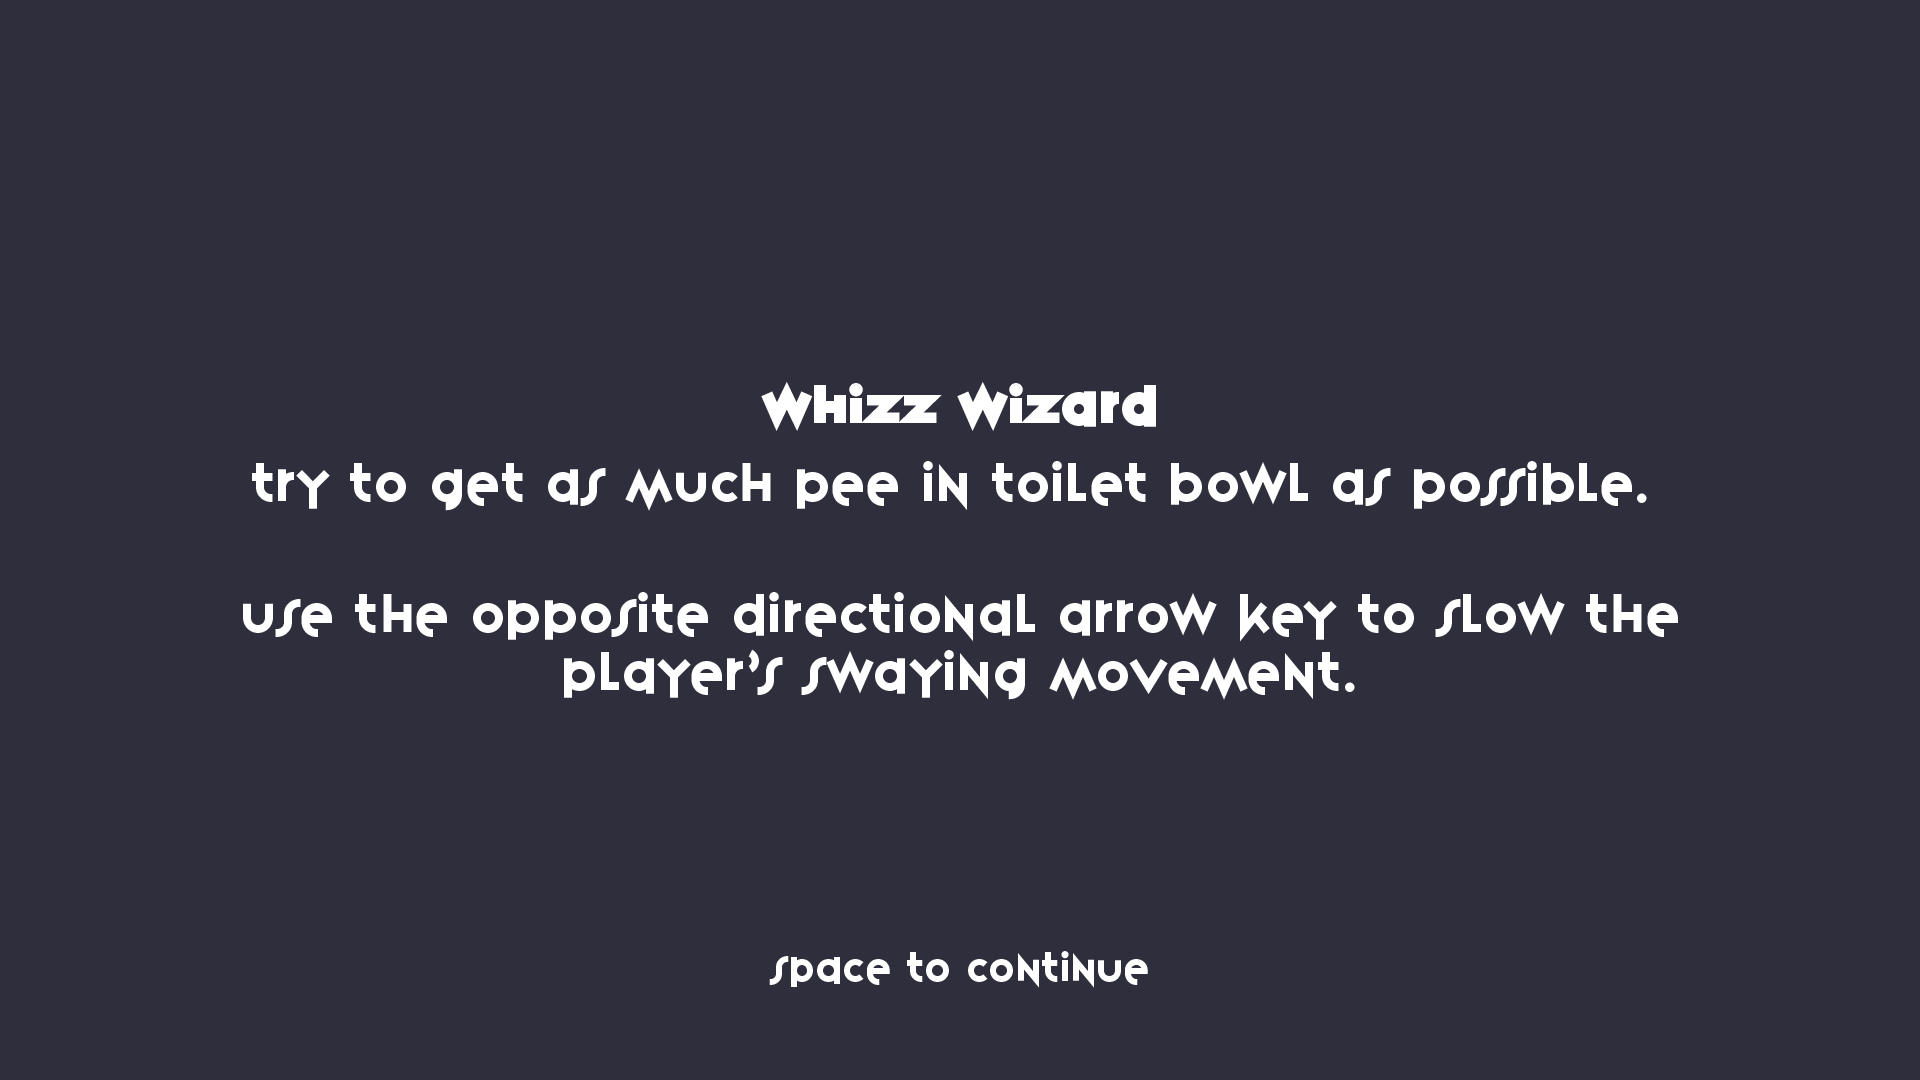 Whizz Wizard
try to get as much pee in toilet bowl as possible.
use the opposite directional arrow key to slow the
player's swaying movement.
space to continue